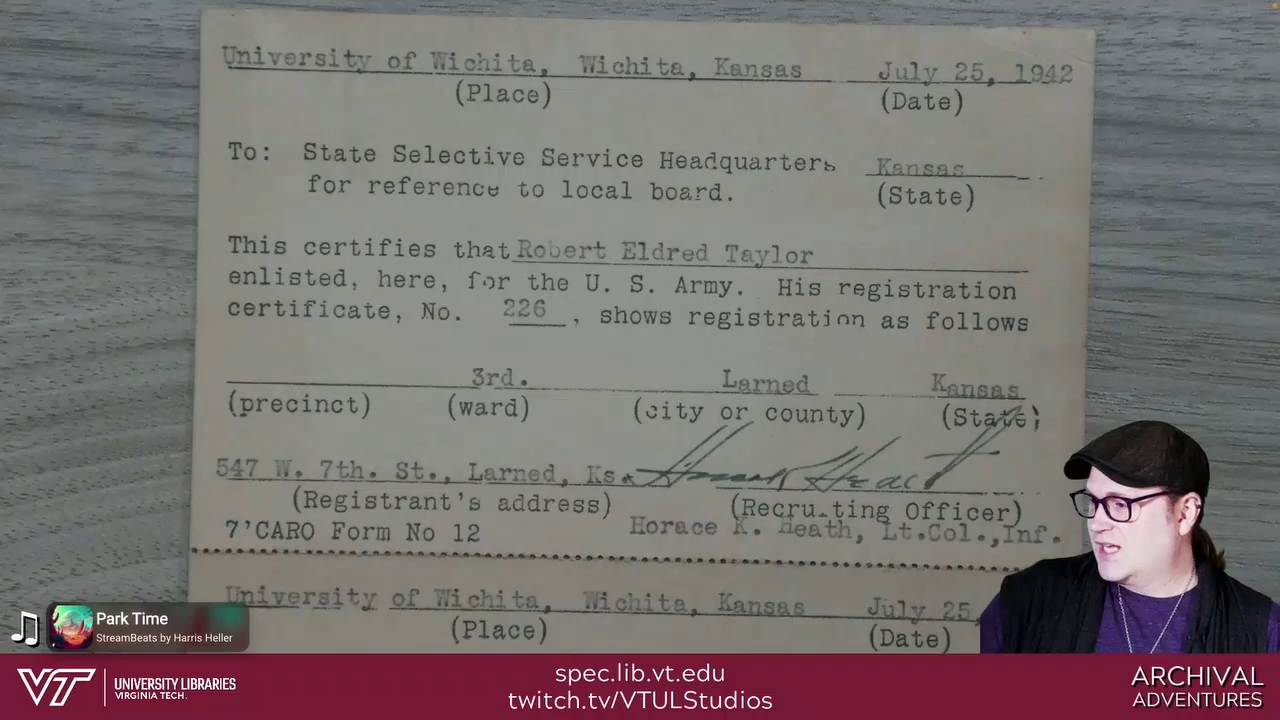 University of Wichita, Wichita, Kansas July 25, 1942
(Place) (Date)
To: State Selective Service Headquarters Kansas
for reference to local board. (State)
This certifies that Robert Eldred Taylor
enlisted, here, for the U. S. Army. His registration
certificate, No. 226, shows registration as follows
3rd. Larned Kansas
(precinct) (ward) (city or county) (State)
547 W. 7th. St., Larned, Ks. Horace K Heath
(Registrant's address) (Recruiting Officer)
7'CARO Form No 12 Horace K. Heath, Lt.Col.,Inf.
University of Wichita, Wichita, Kansas July 25,
(Place) (Date)
Park Time
StreamBeats by Harris Heller
VT UNIVERSITY LIBRARIES
VIRGINIA TECH.
spec.lib.vt.edu
twitch.tv/VTULStudios
ARCHIVAL
ADVENTURES